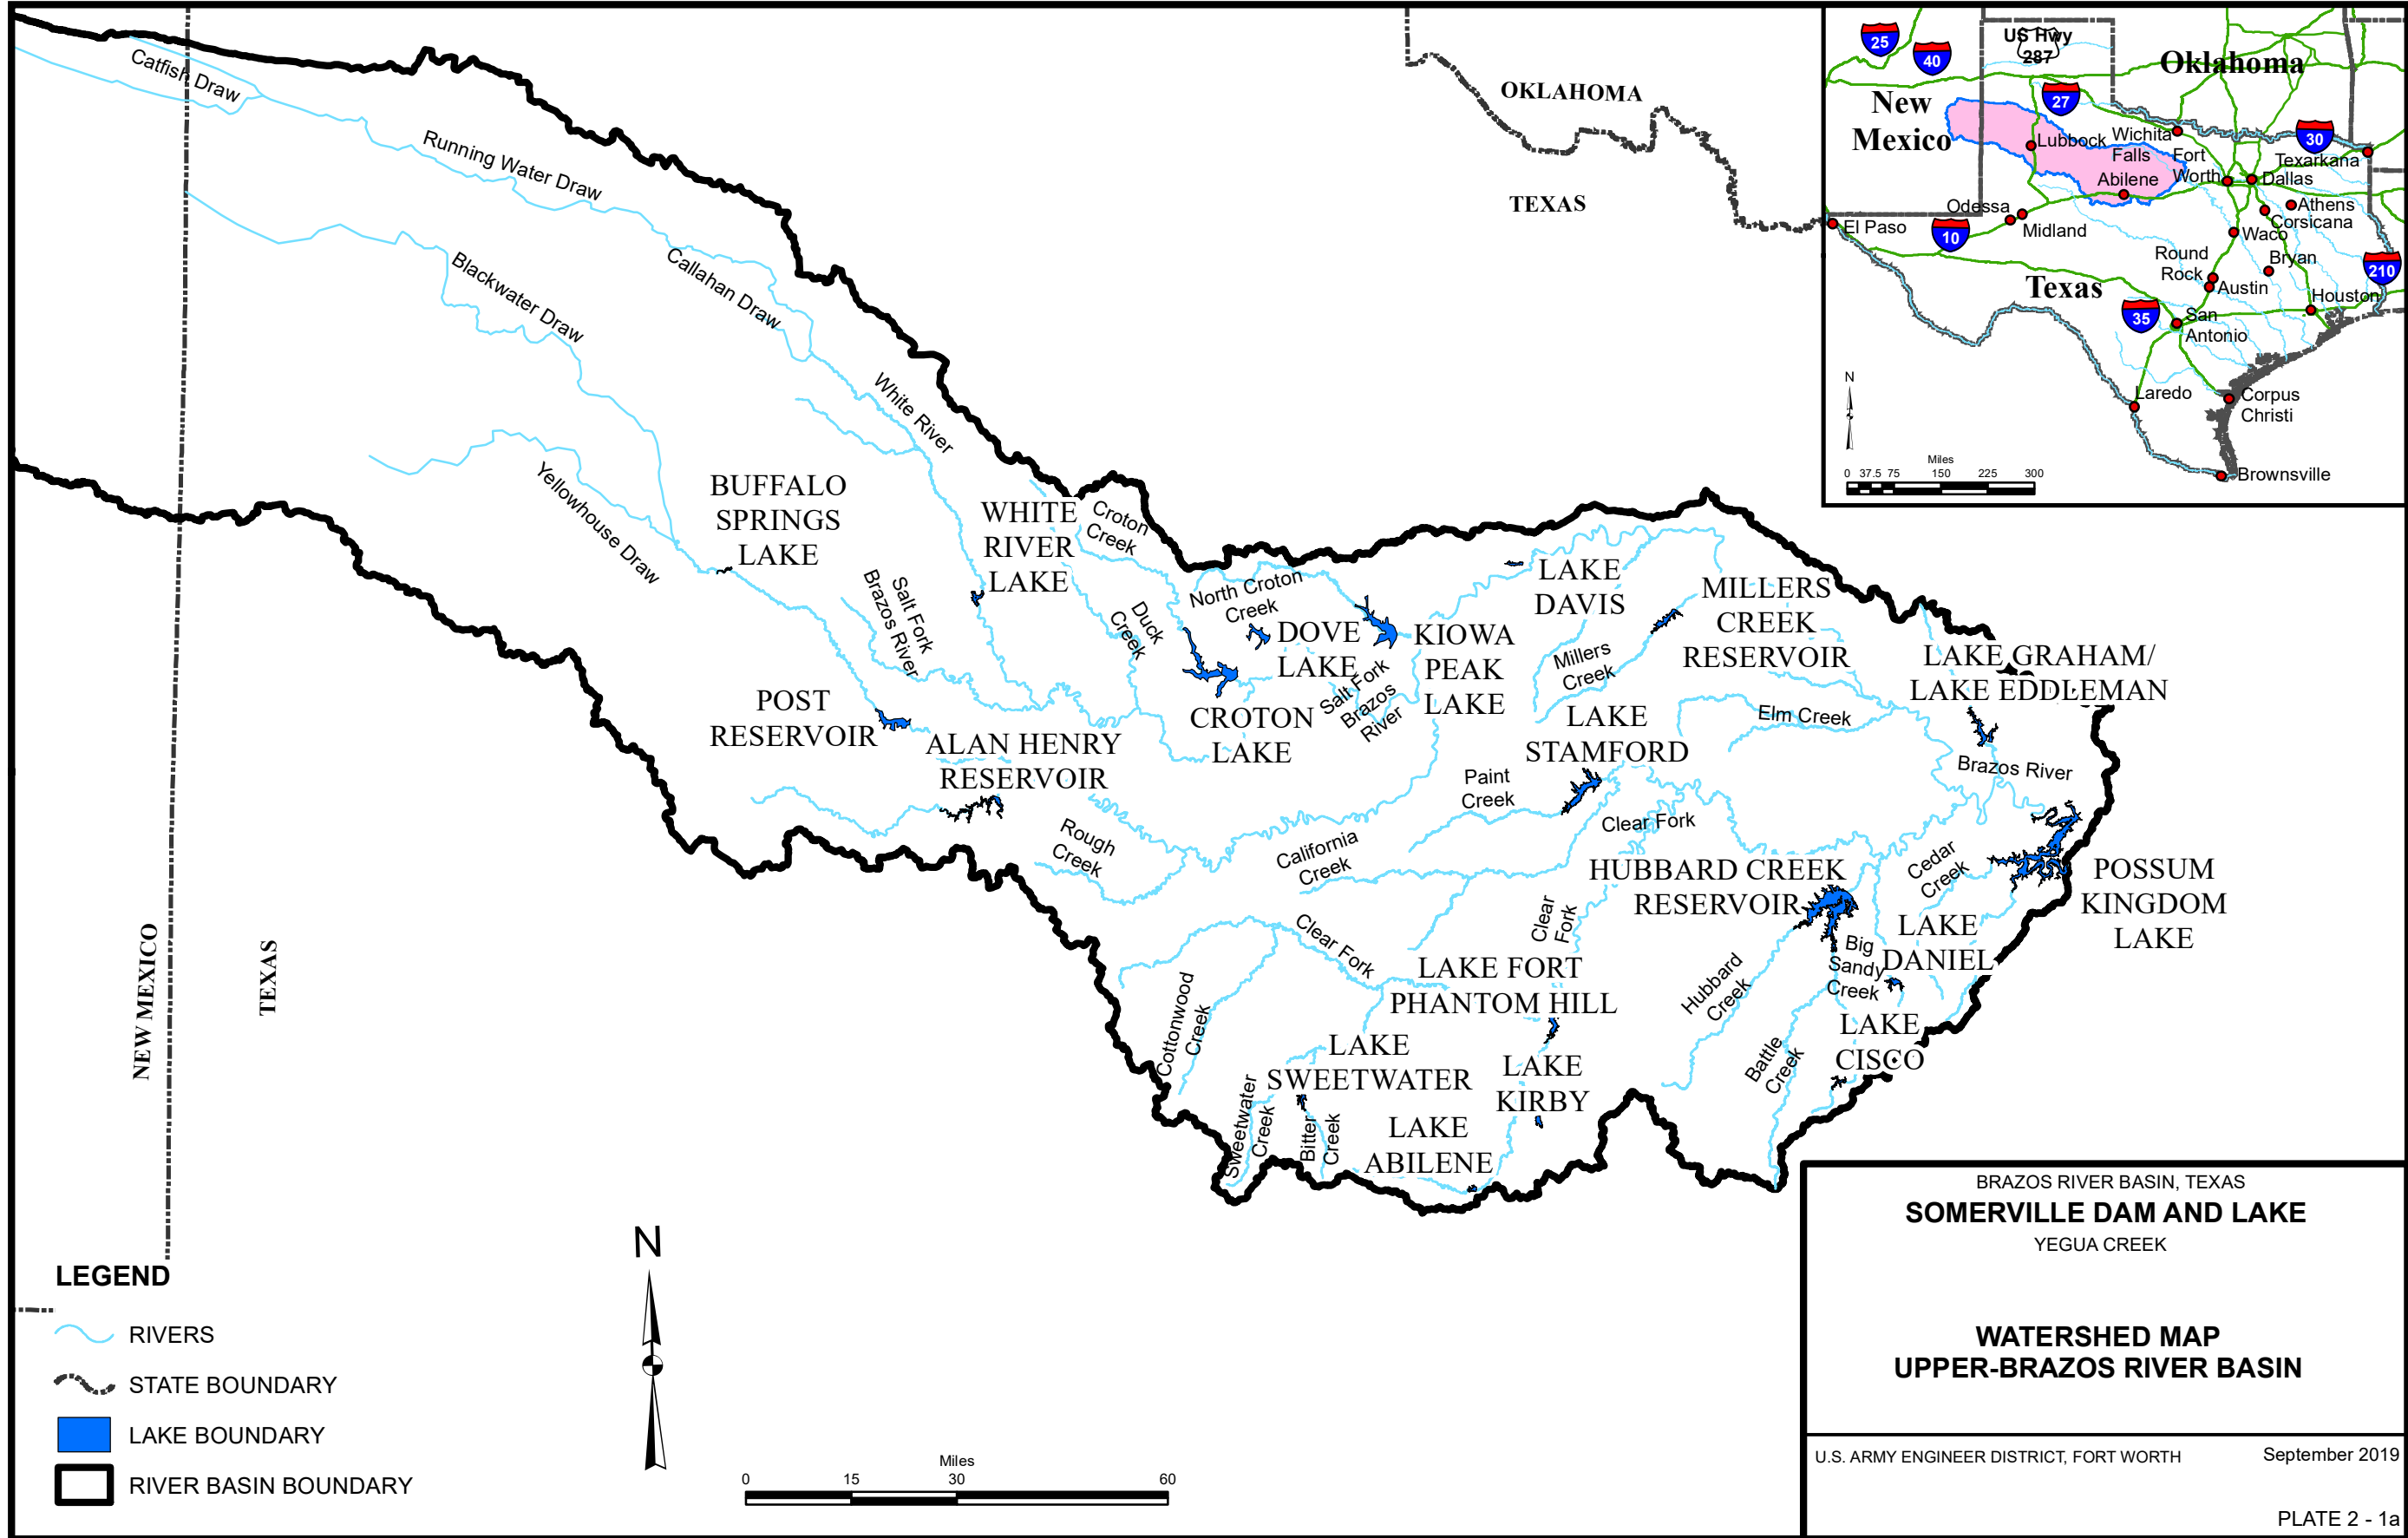 Catfish Draw
Running Water Draw
Callahan Draw
Blackwater Draw
White River
Yellowhouse Draw
OKLAHOMA
TEXAS
BUFFALO
SPRINGS
LAKE
WHITE
RIVER
LAKE
Croton
Creek
North Croton
Creek
Duck
Creek
Salt Fork
Brazos River
DOVE
LAKE
KIOWA
PEAK
LAKE
LAKE
DAVIS
MILLERS
CREEK
RESERVOIR
Millers
Creek
LAKE GRAHAM/
LAKE EDDLEMAN
POST
RESERVOIR
ALAN HENRY
RESERVOIR
CROTON
LAKE
Salt Fork
Brazos
River
LAKE
STAMFORD
Elm Creek
Brazos River
Paint
Creek
Clear Fork
Rough
Creek
California
Creek
HUBBARD CREEK
RESERVOIR
Cedar
Creek
POSSUM
KINGDOM
LAKE
Clear Fork
Clear
Fork
LAKE
DANIEL
Big
Sandy
Creek
Hubbard
Creek
LAKE FORT
PHANTOM HILL
Cottonwood
Creek
LAKE
CISCO
Battle
Creek
LAKE
SWEETWATER
LAKE
KIRBY
Sweetwater
Creek
Bitter
Creek
LAKE
ABILENE
NEW MEXICO
TEXAS
LEGEND
RIVERS
STATE BOUNDARY
LAKE BOUNDARY
RIVER BASIN BOUNDARY
N
Miles
0 15 30 60
25
40
US Hwy
287
Oklahoma
27
New
Mexico
Lubbock
Wichita
Falls
30
Texarkana
Fort
Worth
Dallas
Abilene
Odessa
Midland
Athens
Corsicana
El Paso
10
Waco
Round
Rock
Bryan
210
Texas
Austin
Houston
35
San
Antonio
N
Laredo
Corpus
Christi
Miles
0 37.5 75 150 225 300
Brownsville
BRAZOS RIVER BASIN, TEXAS
SOMERVILLE DAM AND LAKE
YEGUA CREEK
WATERSHED MAP
UPPER-BRAZOS RIVER BASIN
U.S. ARMY ENGINEER DISTRICT, FORT WORTH
September 2019
PLATE 2 - 1a